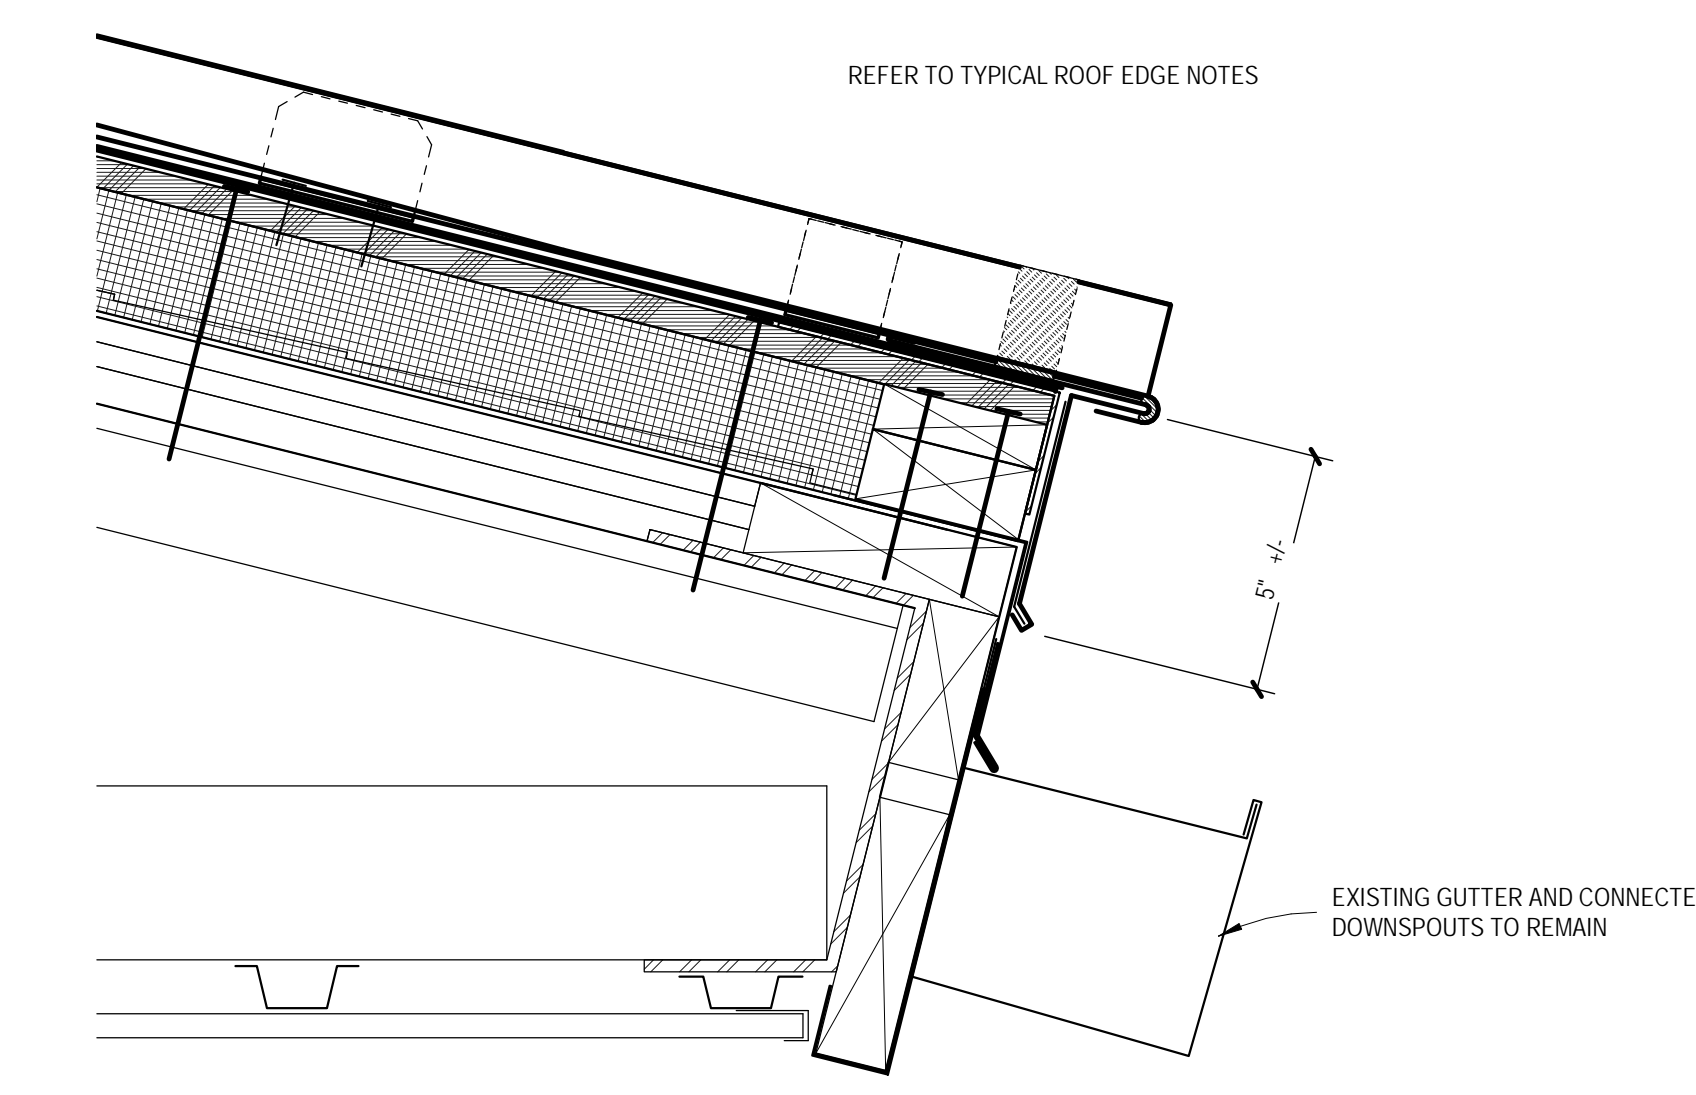 REFER TO TYPICAL ROOF EDGE NOTES
5" +/-
EXISTING GUTTER AND CONNECTE
DOWNSPOUTS TO REMAIN